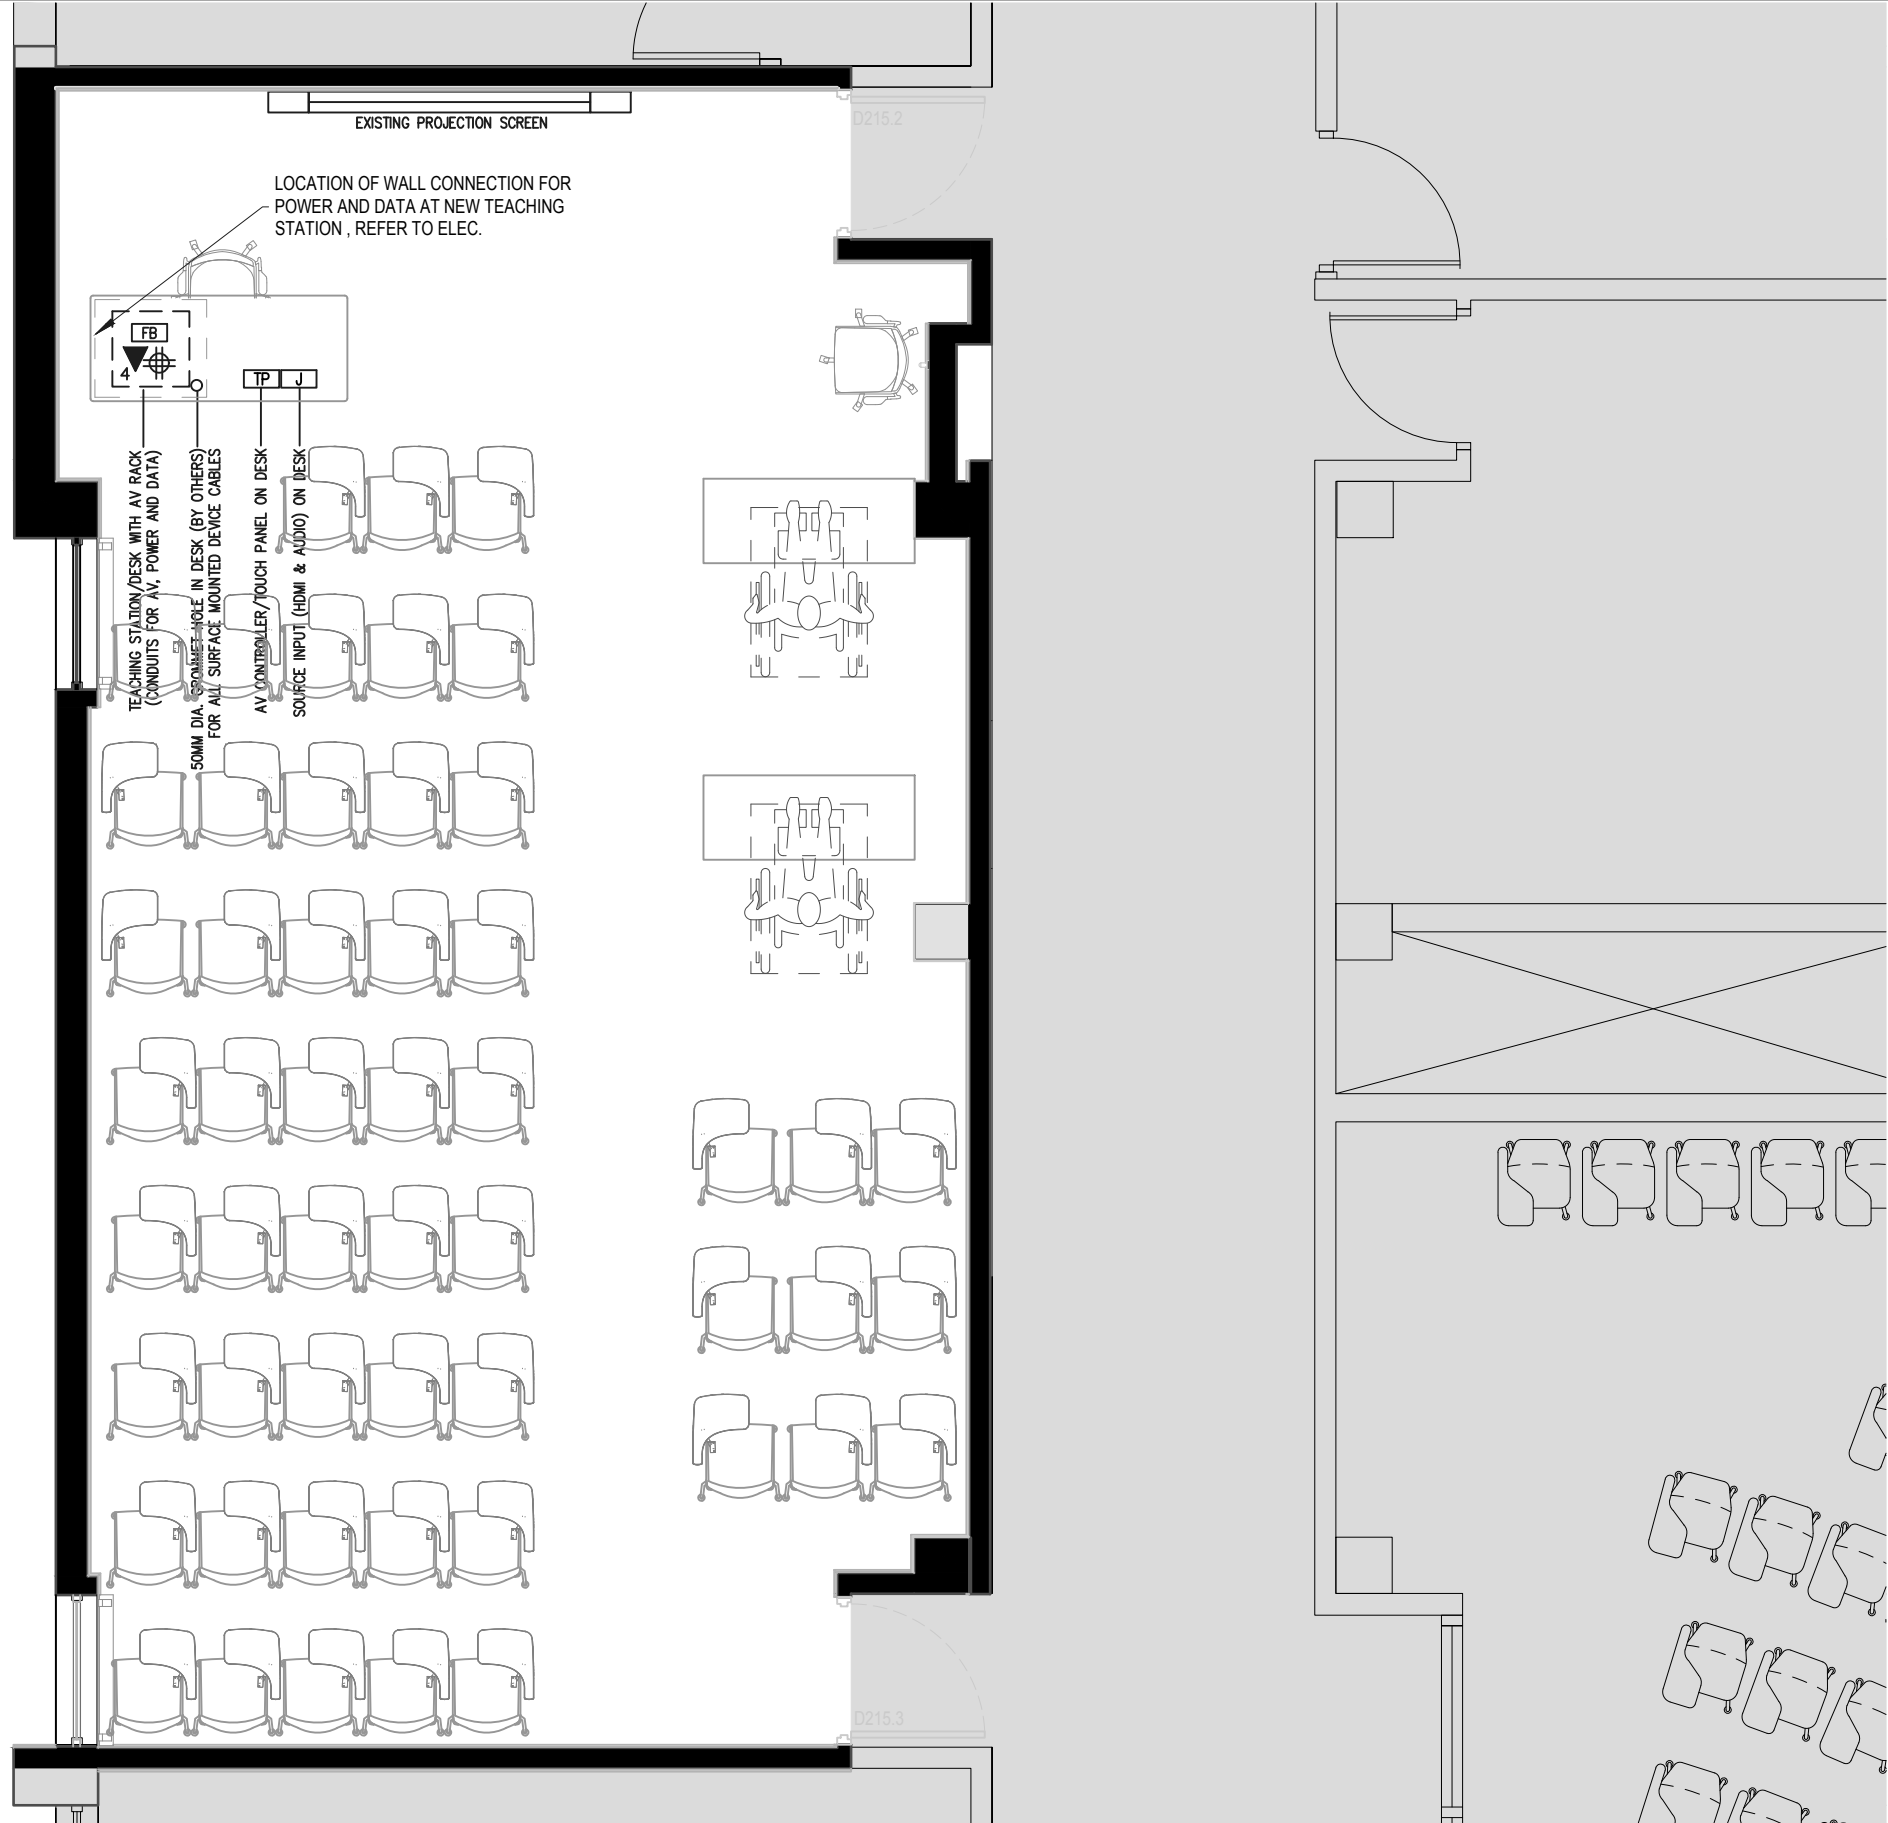 D215.2
EXISTING PROJECTION SCREEN
LOCATION OF WALL CONNECTION FOR
POWER AND DATA AT NEW TEACHING
STATION , REFER TO ELEC.
FB
4
TP
J
TEACHING STATION/DESK WITH AV RACK
(CONDUITS FOR AV, POWER AND DATA)
50MM DIA. GROMMET HOLE IN DESK (BY OTHERS)
FOR ALL SURFACE MOUNTED DEVICE CABLES
AV CONTROLLER/TOUCH PANEL ON DESK
SOURCE INPUT (HDMI & AUDIO) ON DESK
D215.3